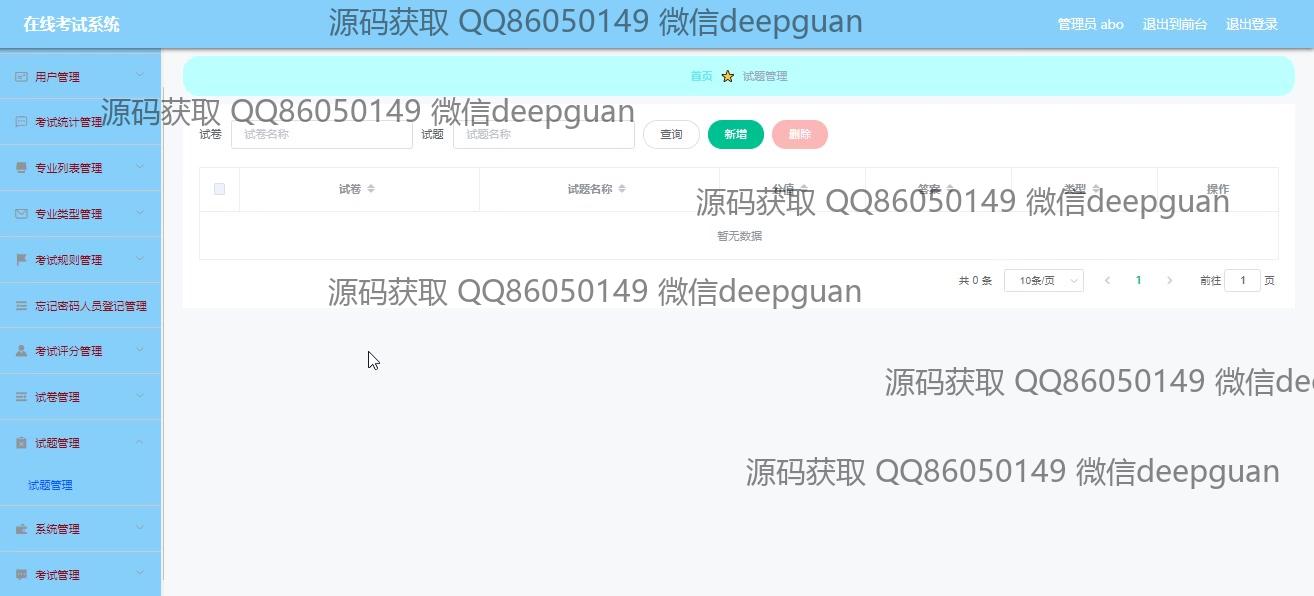 在线考试系统
源码获取 QQ86050149 微信deepguan
管理员 abo 退出到前台 退出登录
首页 试题管理
用户管理
考试统计管理
专业列表管理
专业类型管理
考试规则管理
忘记密码人员登记管理
考试评分管理
试卷管理
试题管理
试题管理
系统管理
考试管理
源码获取 QQ86050149 微信deepguan
试卷 试卷名称 试题 试题名称 查询 新增 删除
试卷 试题名称 分值 答案 类型 操作
源码获取 QQ86050149 微信deepguan
暂无数据
共 0 条 10条/页 1 前往 1 页
源码获取 QQ86050149 微信deepguan
源码获取 QQ86050149 微信dee
源码获取 QQ86050149 微信deepguan